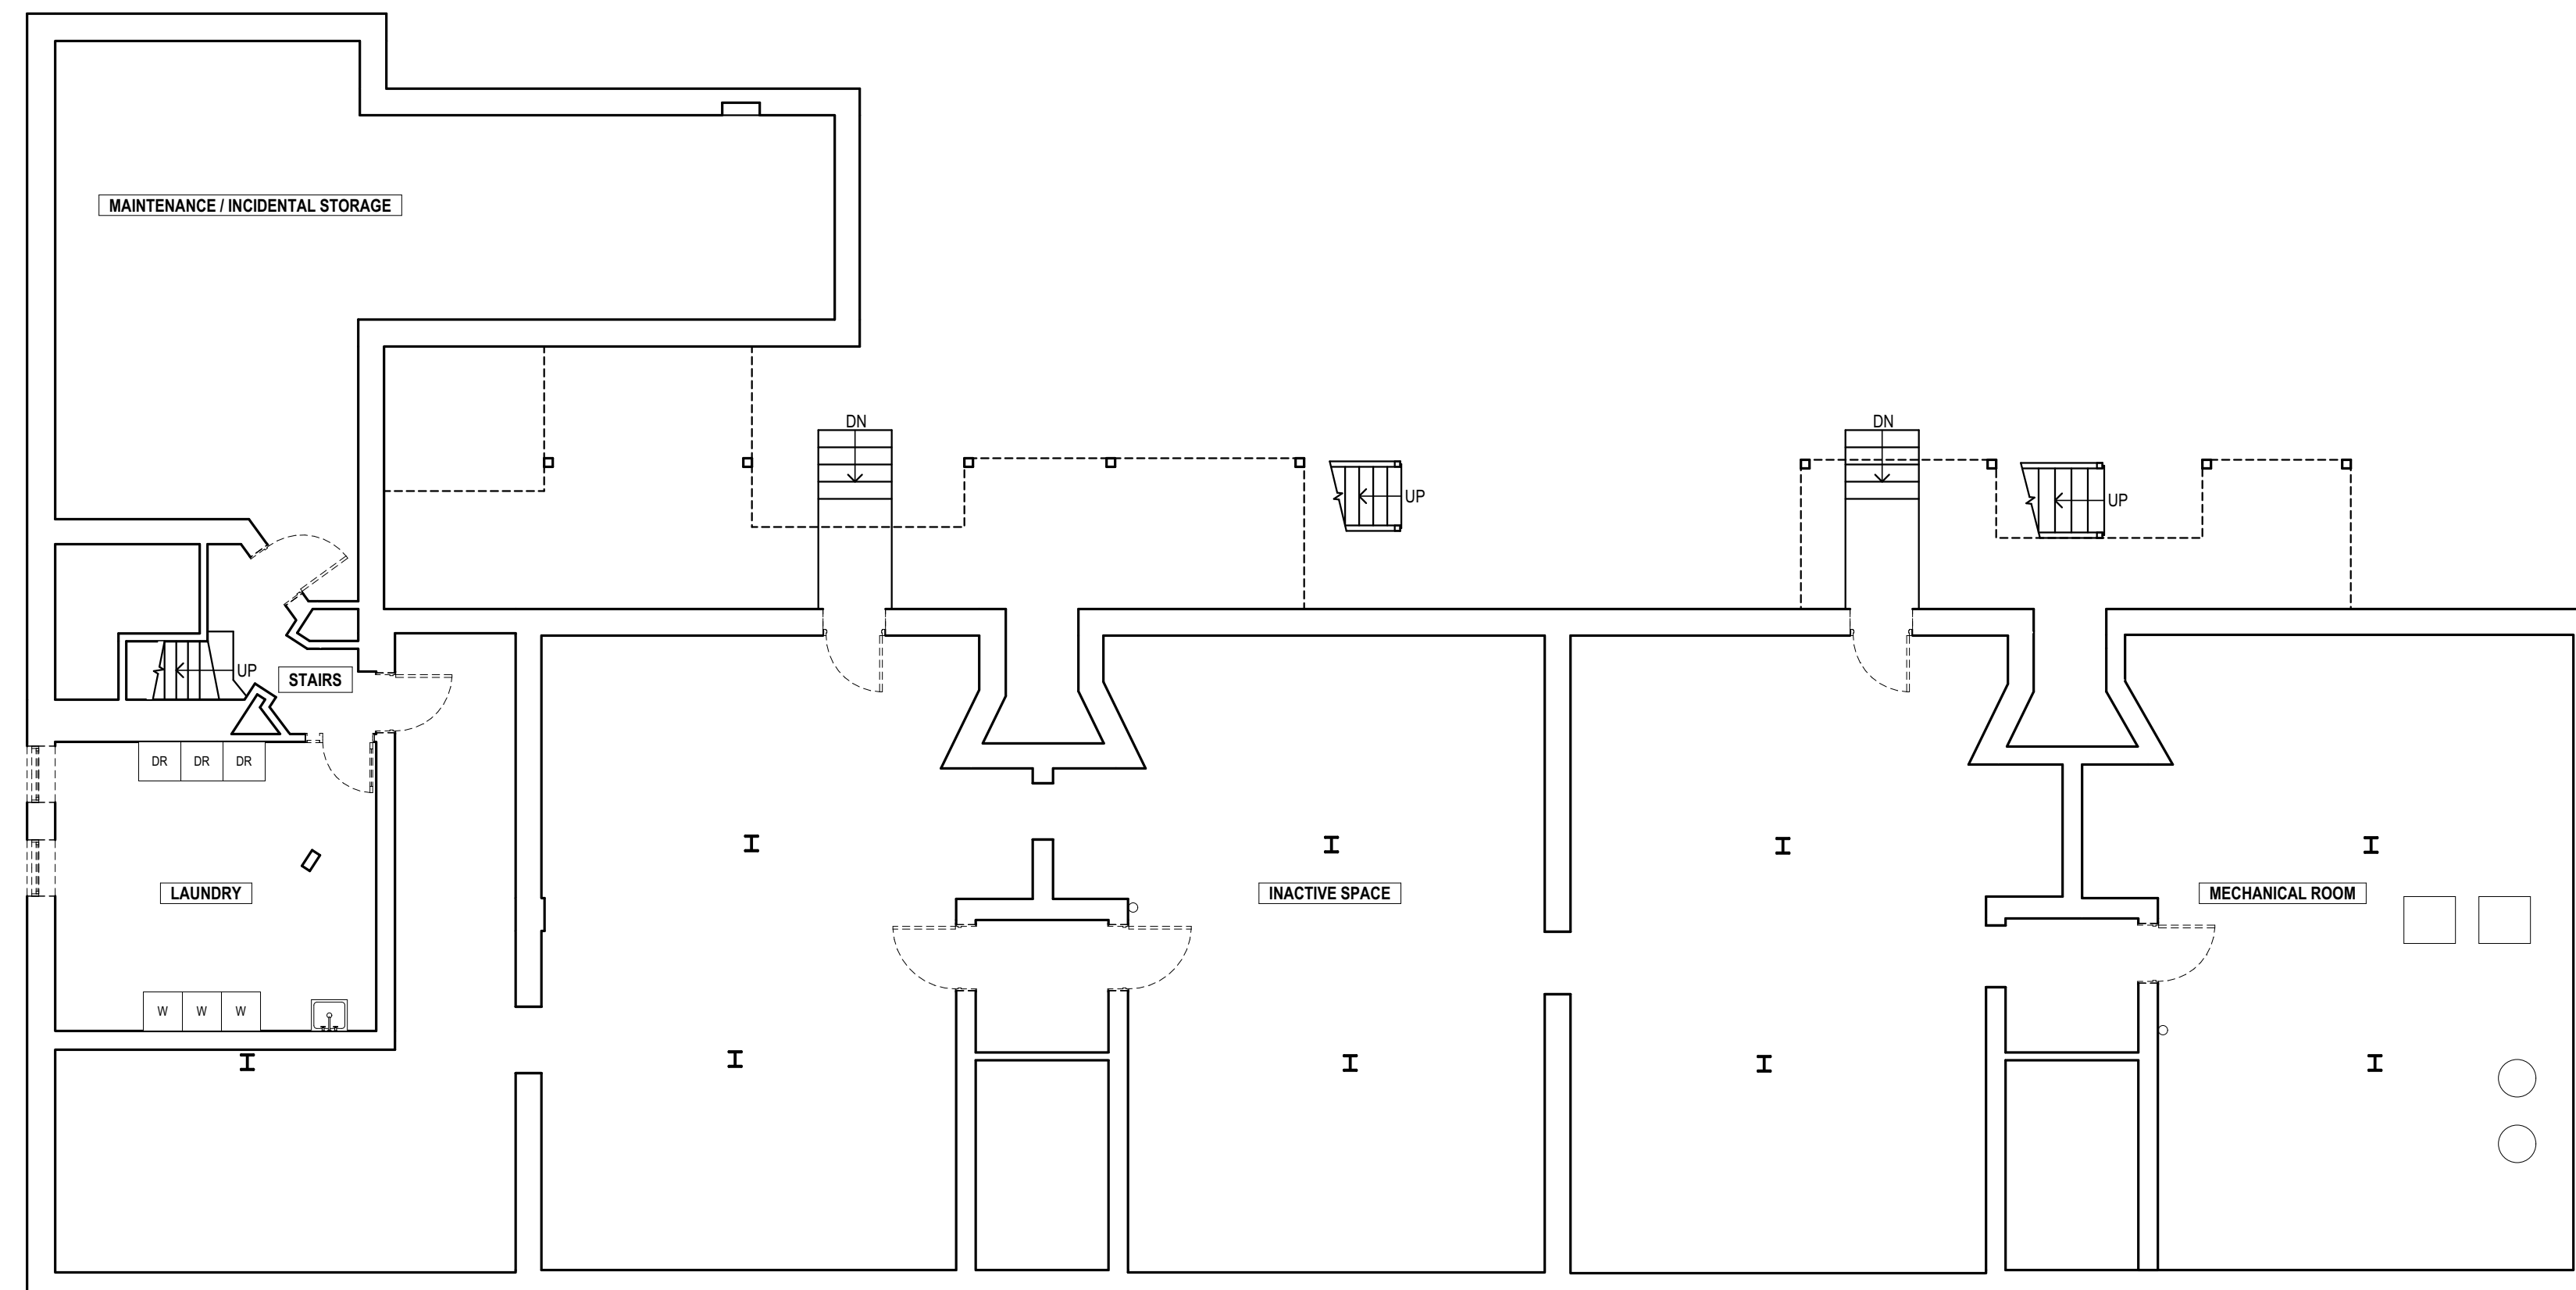 MAINTENANCE / INCIDENTAL STORAGE
DN
DN
UP
UP
UP
STAIRS
DR DR DR
LAUNDRY
INACTIVE SPACE
MECHANICAL ROOM
W W W